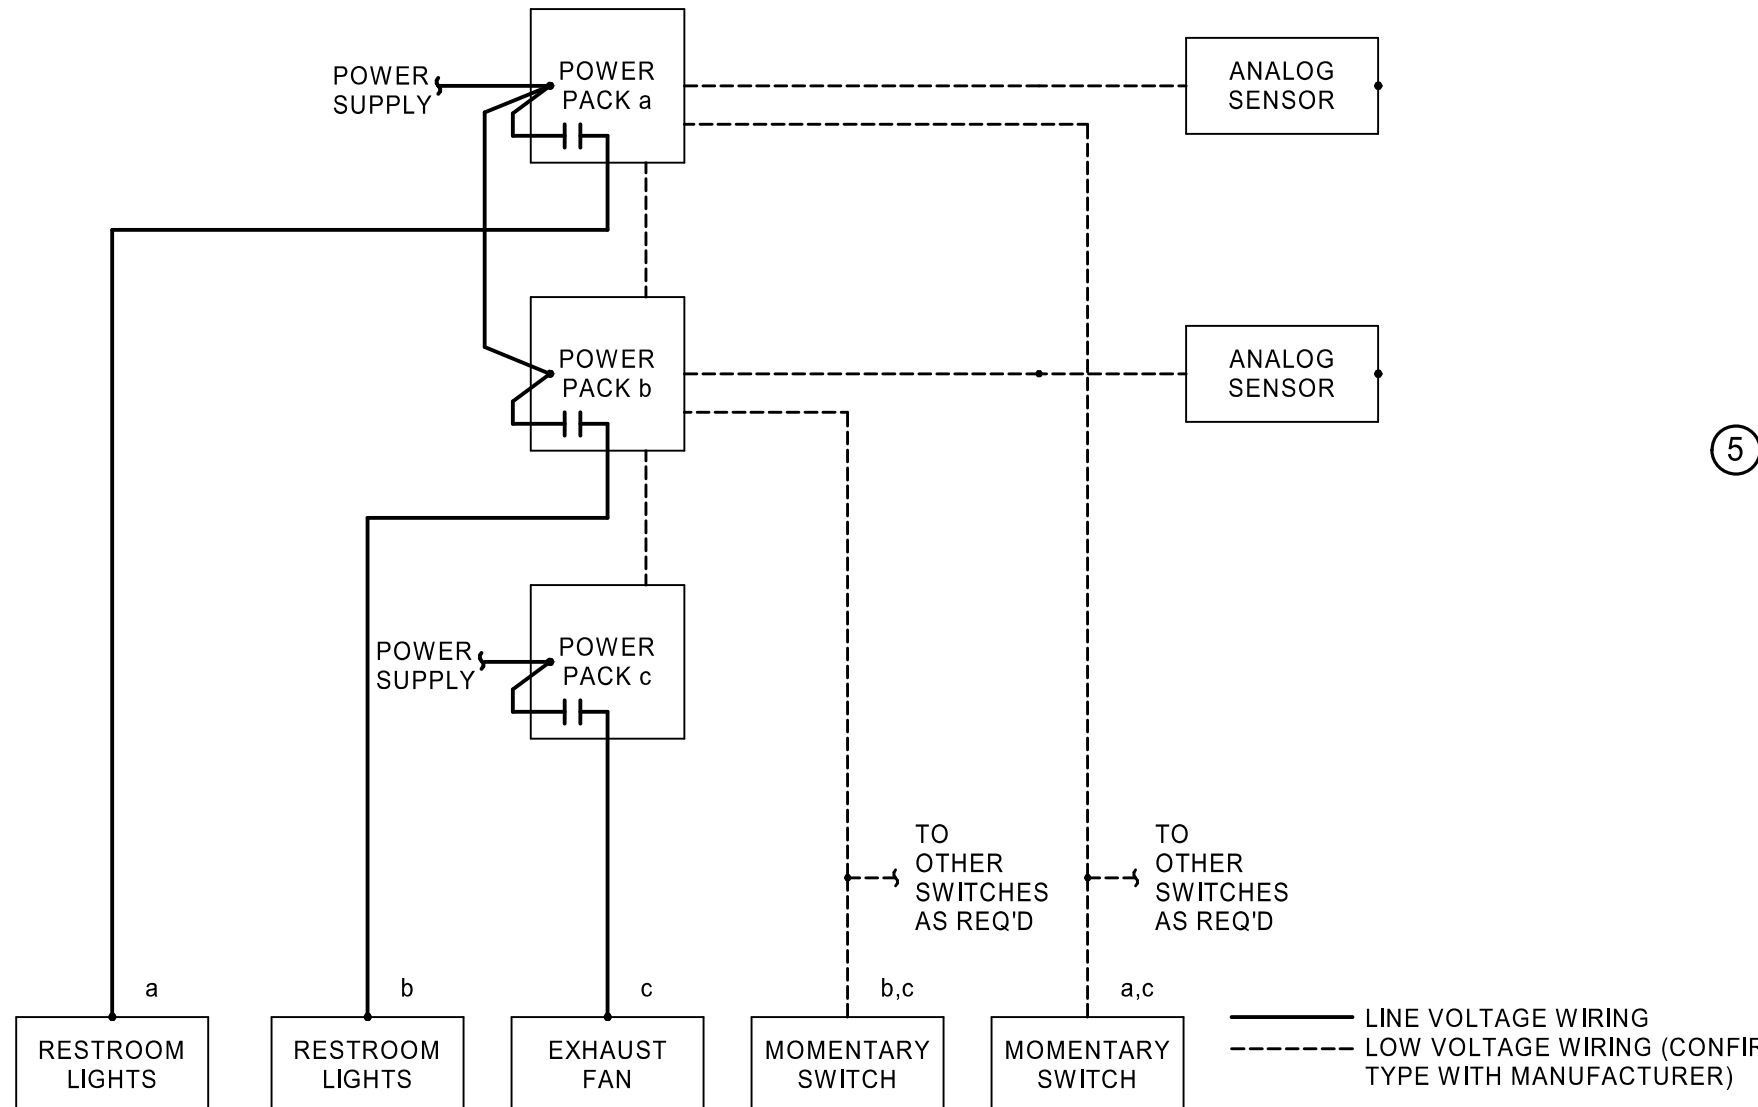 POWER
SUPPLY
POWER
PACK a
ANALOG
SENSOR
POWER
PACK b
ANALOG
SENSOR
5
POWER
SUPPLY
POWER
PACK c
TO
OTHER
SWITCHES
AS REQ'D
TO
OTHER
SWITCHES
AS REQ'D
a
b
c
b,c
a,c
RESTROOM
LIGHTS
RESTROOM
LIGHTS
EXHAUST
FAN
MOMENTARY
SWITCH
MOMENTARY
SWITCH
LINE VOLTAGE WIRING
LOW VOLTAGE WIRING (CONFIR
TYPE WITH MANUFACTURER)